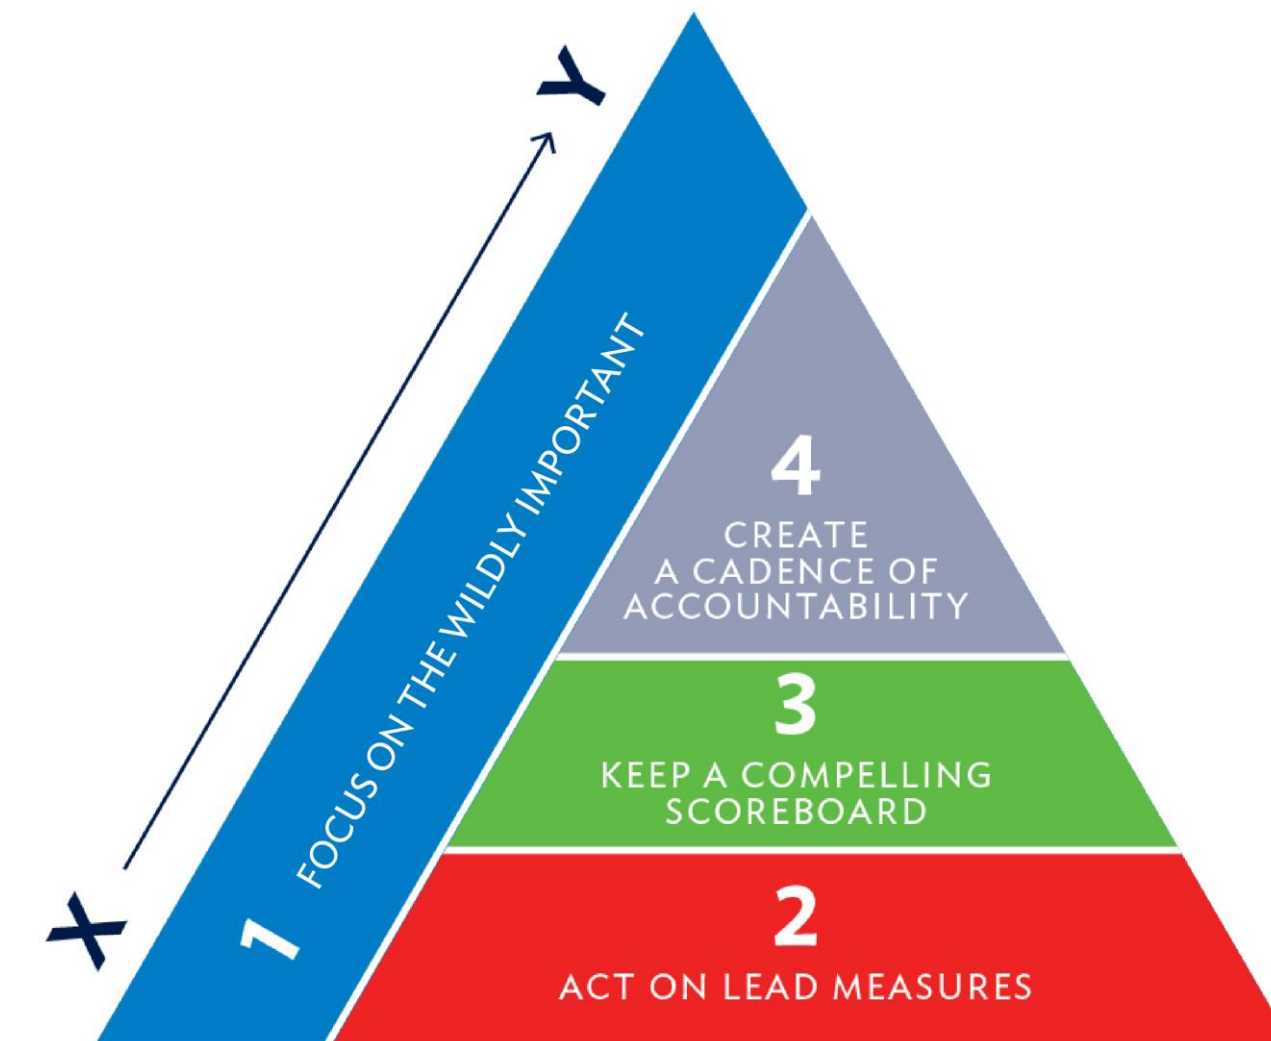 Y
X
1 FOCUS ON THE WILDLY IMPORTANT
4
CREATE
A CADENCE OF
ACCOUNTABILITY
3
KEEP A COMPELLING
SCOREBOARD
2
ACT ON LEAD MEASURES